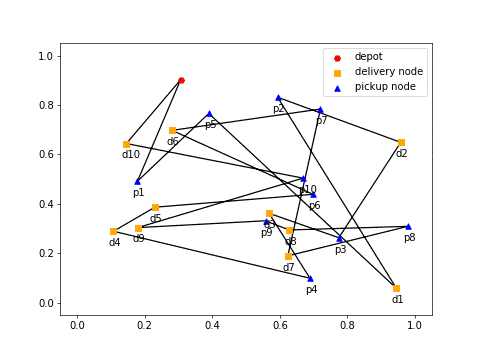 1.0
0.8
0.6
0.4
0.2
0.0
0.0
0.2
0.4
0.6
0.8
1.0
depot
delivery node
pickup node
p2
p7
p5
d6
d10
d2
p1
p10
p6
d5
d3
p9
d4
d9
d8
p8
p3
d7
p4
d1